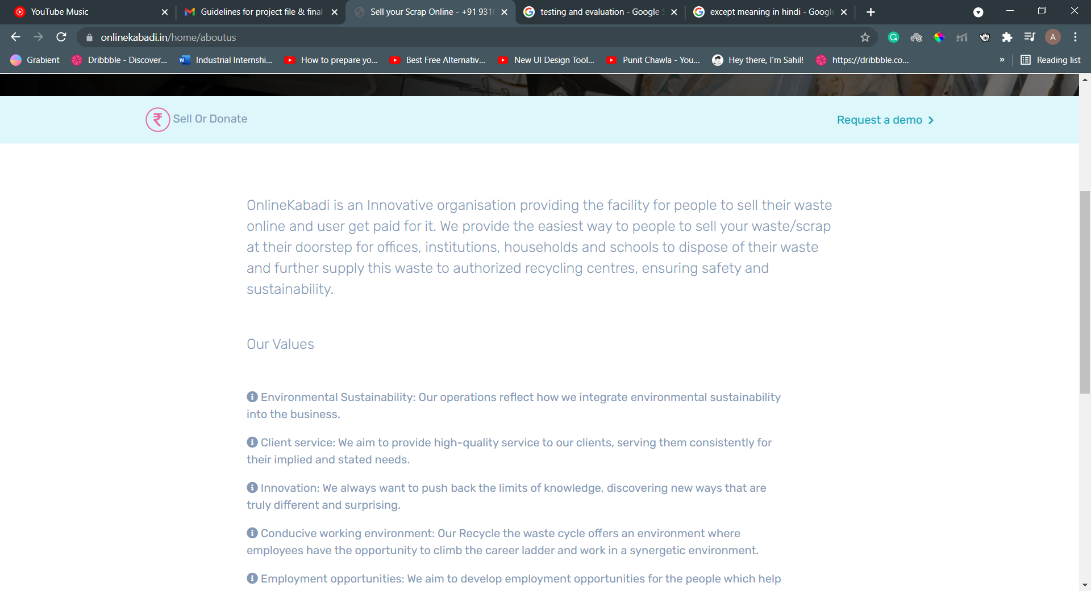 YouTube Music
Guidelines for project file & final
Sell your Scrap Online - +91 931
testing and evaluation - Google S
except meaning in hindi - Google
onlinekabadi.in/home/aboutus
Grabient
Dribbble - Discover...
Industrial Internshi...
How to prepare yo...
Best Free Alternativ...
New UI Design Tool...
Punit Chawla - You...
Hey there, I'm Sahil!
https://dribbble.co...
»
Reading list
Sell Or Donate
Request a demo
OnlineKabadi is an Innovative organisation providing the facility for people to sell their waste
online and user get paid for it. We provide the easiest way to people to sell your waste/scrap
at their doorstep for offices, institutions, households and schools to dispose of their waste
and further supply this waste to authorized recycling centres, ensuring safety and
sustainability.
Our Values
Environmental Sustainability: Our operations reflect how we integrate environmental sustainability
into the business.
Client service: We aim to provide high-quality service to our clients, serving them consistently for
their implied and stated needs.
Innovation: We always want to push back the limits of knowledge, discovering new ways that are
truly different and surprising.
Conducive working environment: Our Recycle the waste cycle offers an environment where
employees have the opportunity to climb the career ladder and work in a synergetic environment.
Employment opportunities: We aim to develop employment opportunities for the people which help